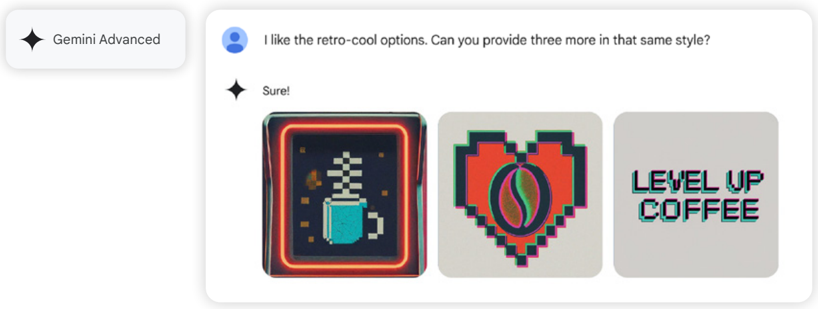 Gemini Advanced
I like the retro-cool options. Can you provide three more in that same style?
Sure!
LEVEL UP
COFFEE